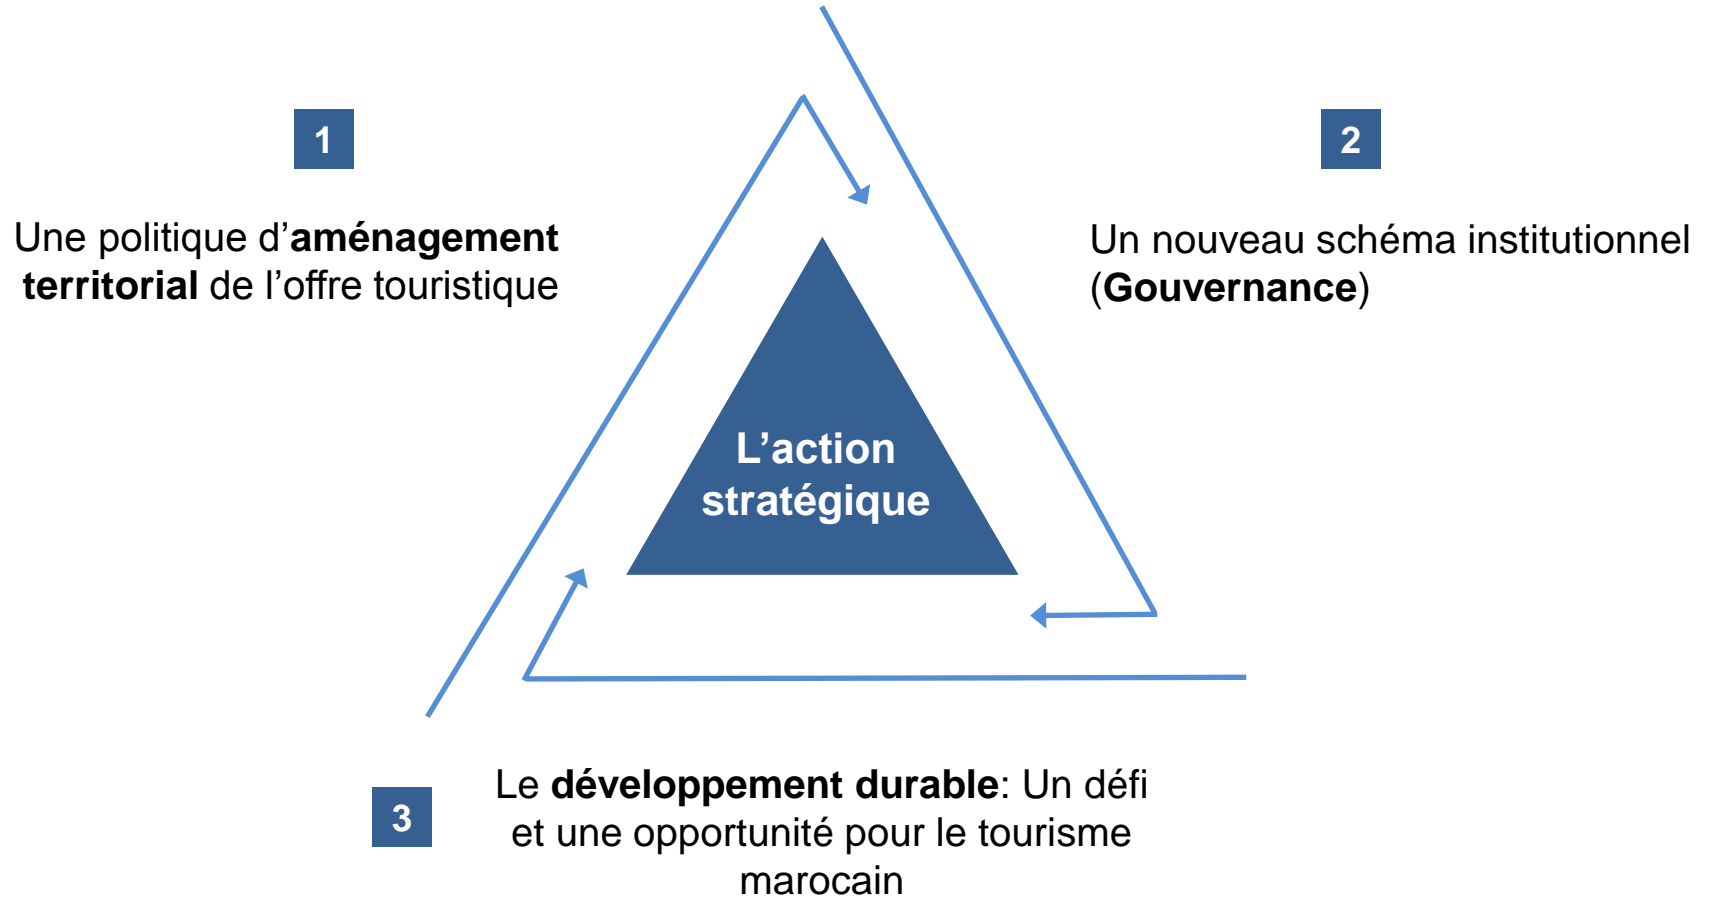 1
Une politique d’aménagement
territorial de l’offre touristique
2
Un nouveau schéma institutionnel
(Gouvernance)
L’action
stratégique
3
Le développement durable: Un défi
et une opportunité pour le tourisme
marocain